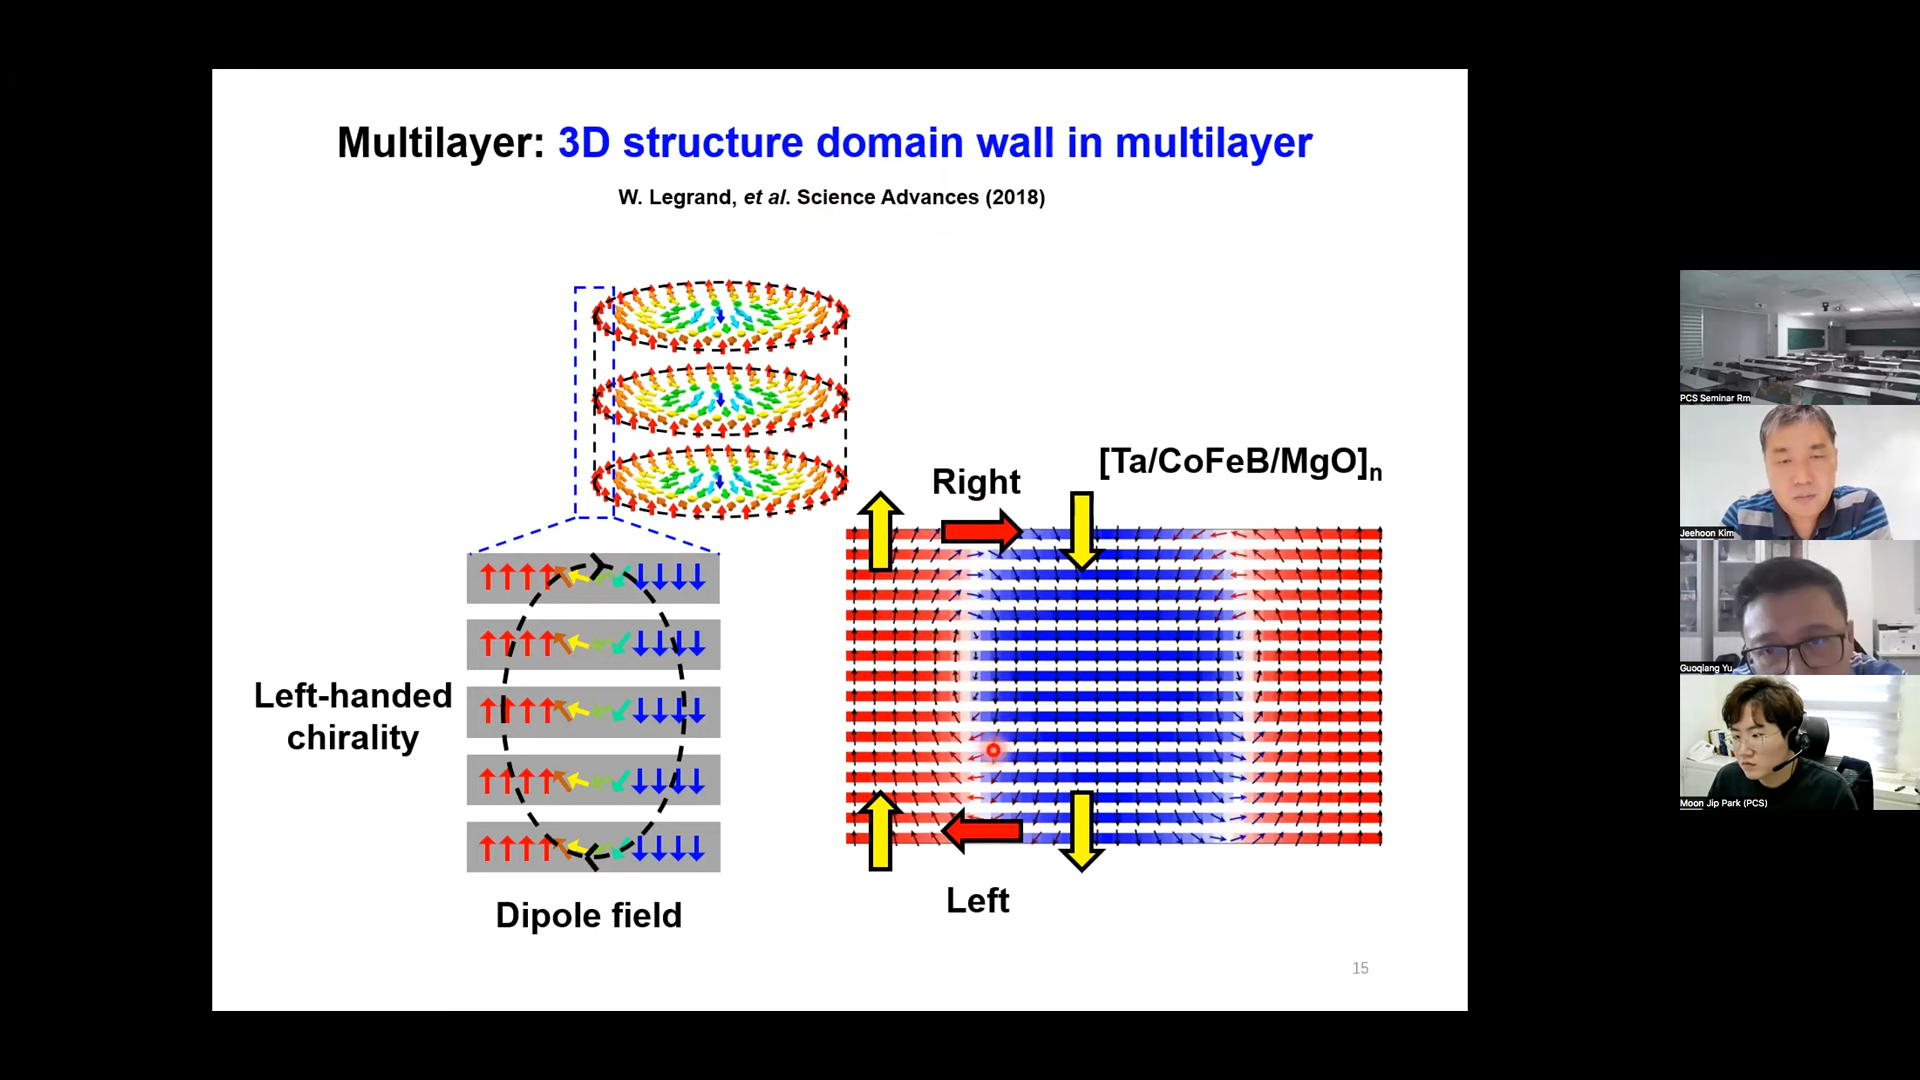 Multilayer: 3D structure domain wall in multilayer
W. Legrand, et al. Science Advances (2018)
[Ta/CoFeB/MgO]n
Right
Left-handed
chirality
Left
Dipole field
15
PCS Seminar Rm
Jeehoon Kim
Guoqiang Yu
Moon Jip Park (PCS)